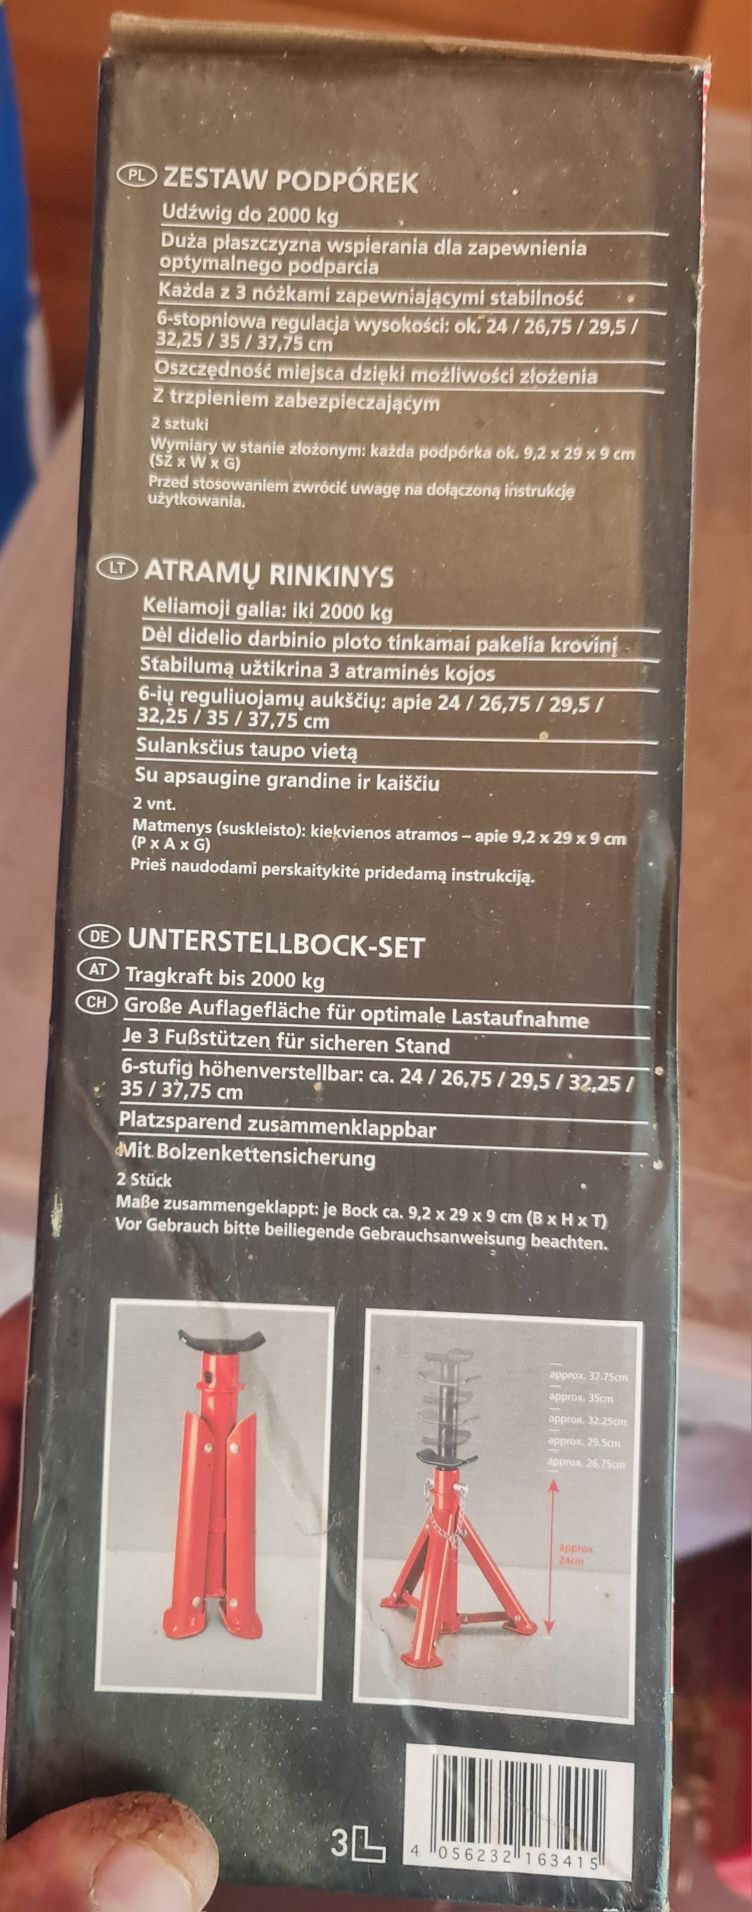 PL ZESTAW PODPÓREK
Udźwig do 2000 kg
Duża płaszczyzna wspierania dla zapewnienia
optymalnego podparcia
Każda z 3 nóżkami zapewniającymi stabilność
6-stopniowa regulacja wysokości: ok. 24 / 26,75 / 29,5 /
32,25 / 35 / 37,75 cm
Oszczędność miejsca dzięki możliwości złożenia
Z trzpieniem zabezpieczającym
2 sztuki
Wymiary w stanie złożonym: każda podpórka ok. 9,2 x 29 x 9 cm
(SZ x W x G)
Przed stosowaniem zwrócić uwagę na dołączoną instrukcję
użytkowania.
LT ATRAMŲ RINKINYS
Keliamoji galia: iki 2000 kg
Dėl didelio darbinio ploto tinkamai pakelia krovinį
Stabilumą užtikrina 3 atraminės kojos
6-ių reguliuojamų aukščių: apie 24 / 26,75 / 29,5 /
32,25 / 35 / 37,75 cm
Sulanksčius taupo vietą
Su apsaugine grandine ir kaiščiu
2 vnt.
Matmenys (suskleisto): kiekvienos atramos – apie 9,2 x 29 x 9 cm
(P x A x G)
Prieš naudodami perskaitykite pridedamą instrukciją.
DE UNTERSTELLBOCK-SET
AT Tragkraft bis 2000 kg
CH Große Auflagefläche für optimale Lastaufnahme
Je 3 Fußstützen für sicheren Stand
6-stufig höhenverstellbar: ca. 24 / 26,75 / 29,5 / 32,25 /
35 / 37,75 cm
Platzsparend zusammenklappbar
Mit Bolzenkettensicherung
2 Stück
Maße zusammengeklappt: je Bock ca. 9,2 x 29 x 9 cm (B x H x T)
Vor Gebrauch bitte beiliegende Gebrauchsanweisung beachten.
approx. 37.75cm
approx. 35cm
approx. 32.25cm
approx. 29.5cm
approx. 26.75cm
approx.
24cm
3L
4 056232 163415